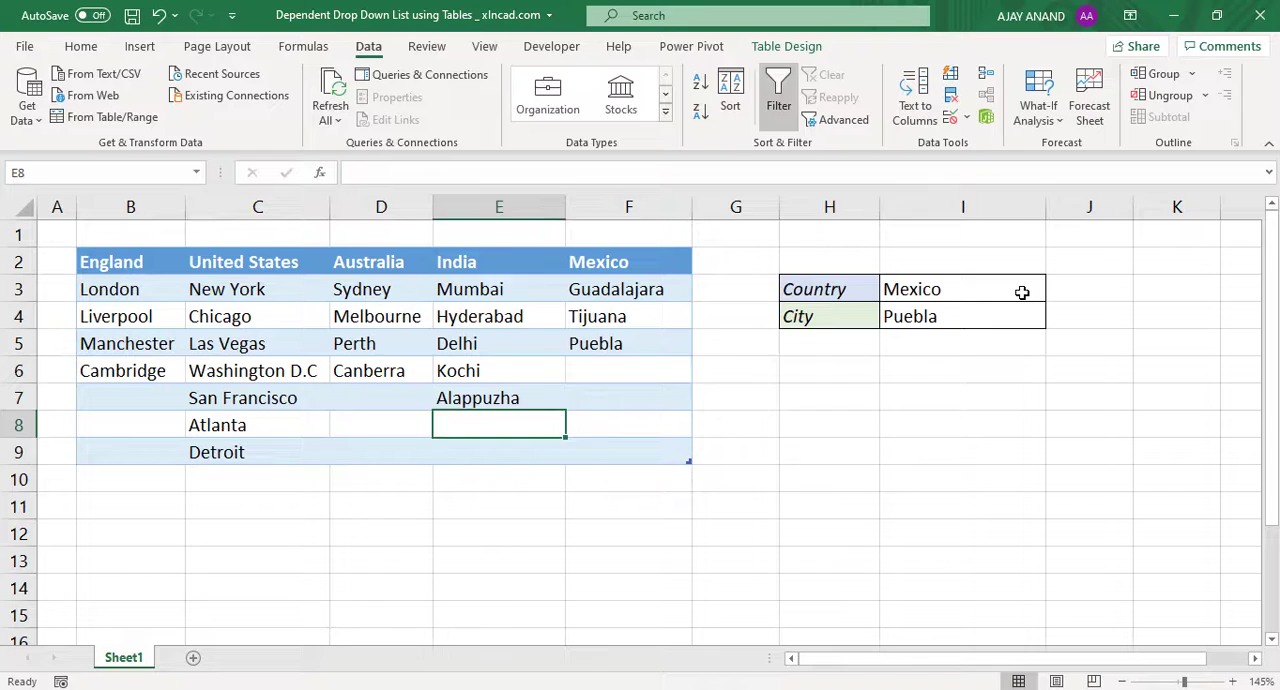 AutoSave Off Dependent Drop Down List using Tables _ xlncad.com Search AJAY ANAND AA
File Home Insert Page Layout Formulas Data Review View Developer Help Power Pivot Table Design Share Comments
Get Data
From Text/CSV
From Web
From Table/Range
Recent Sources
Existing Connections
Get & Transform Data
Refresh All
Queries & Connections
Properties
Edit Links
Queries & Connections
Organization
Stocks
Data Types
Sort
Filter
Clear
Reapply
Advanced
Sort & Filter
Text to Columns
Data Tools
What-If Analysis
Forecast Sheet
Forecast
Group
Ungroup
Subtotal
Outline
E8 fx
A B C D E F G H I J K
1
2 England United States Australia India Mexico
3 London New York Sydney Mumbai Guadalajara Country Mexico
4 Liverpool Chicago Melbourne Hyderabad Tijuana City Puebla
5 Manchester Las Vegas Perth Delhi Puebla
6 Cambridge Washington D.C Canberra Kochi
7 San Francisco Alappuzha
8 Atlanta
9 Detroit
10
11
12
13
14
15
16
Sheet1
Ready 145%